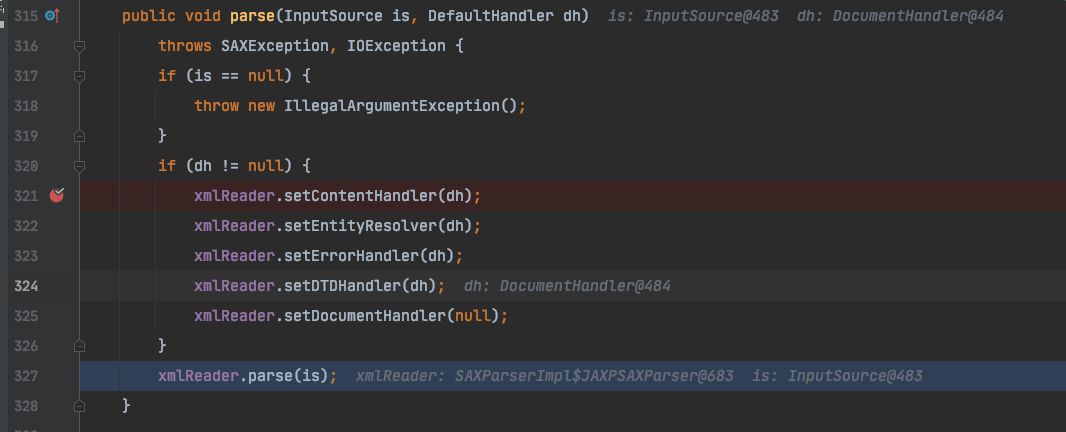 315 public void parse(InputSource is, DefaultHandler dh) is: InputSource@483 dh: DocumentHandler@484
316 throws SAXException, IOException {
317 if (is == null) {
318 throw new IllegalArgumentException();
319 }
320 if (dh != null) {
321 xmlReader.setContentHandler(dh);
322 xmlReader.setEntityResolver(dh);
323 xmlReader.setErrorHandler(dh);
324 xmlReader.setDTDHandler(dh); dh: DocumentHandler@484
325 xmlReader.setDocumentHandler(null);
326 }
327 xmlReader.parse(is); xmlReader: SAXParserImpl$JAXPSAXParser@683 is: InputSource@483
328 }